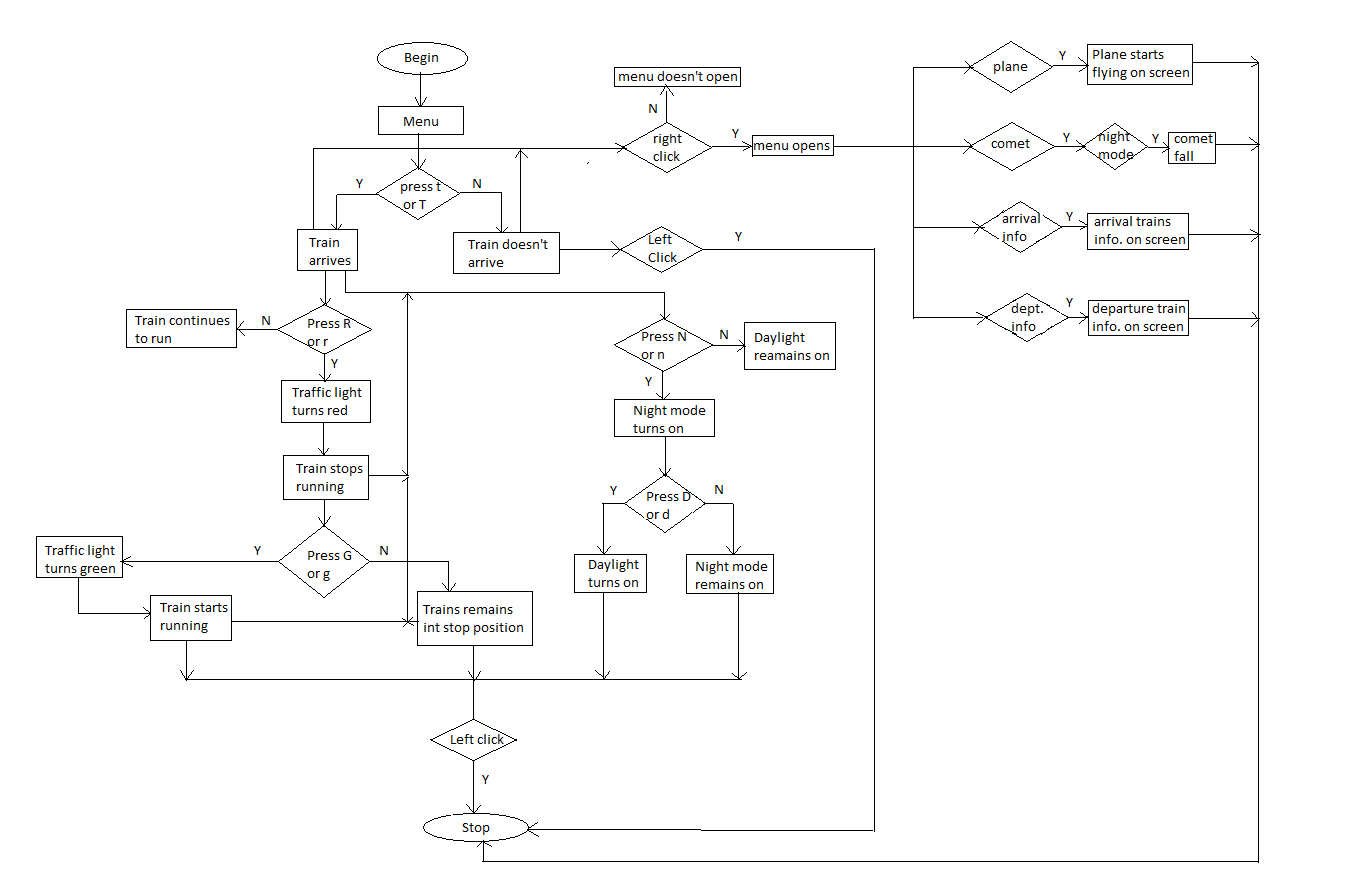 Begin
Menu
press t
or T
Y
N
Train
arrives
Train doesn't
arrive
menu doesn't open
N
right
click
Y
menu opens
Left
Click
Y
plane
Y
Plane starts
flying on screen
comet
Y
night
mode
Y
comet
fall
arrival
info
Y
arrival trains
info. on screen
dept.
info
Y
departure train
info. on screen
Train continues
to run
N
Press R
or r
Y
Traffic light
turns red
Train stops
running
Press G
or g
Y
N
Traffic light
turns green
Train starts
running
Trains remains
int stop position
Press N
or n
N
Daylight
reamains on
Y
Night mode
turns on
Press D
or d
Y
N
Daylight
turns on
Night mode
remains on
Left click
Y
Stop